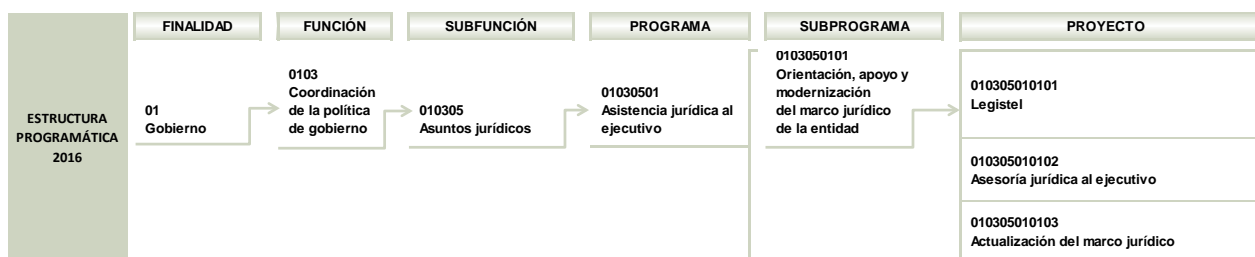 FINALIDAD
FUNCIÓN
SUBFUNCIÓN
PROGRAMA
SUBPROGRAMA
PROYECTO
ESTRUCTURA
PROGRAMÁTICA
2016
01
Gobierno
0103
Coordinación
de la política
de gobierno
010305
Asuntos jurídicos
01030501
Asistencia jurídica al
ejecutivo
0103050101
Orientación, apoyo y
modernización
del marco jurídico
de la entidad
010305010101
Legistel
010305010102
Asesoría jurídica al ejecutivo
010305010103
Actualización del marco jurídico